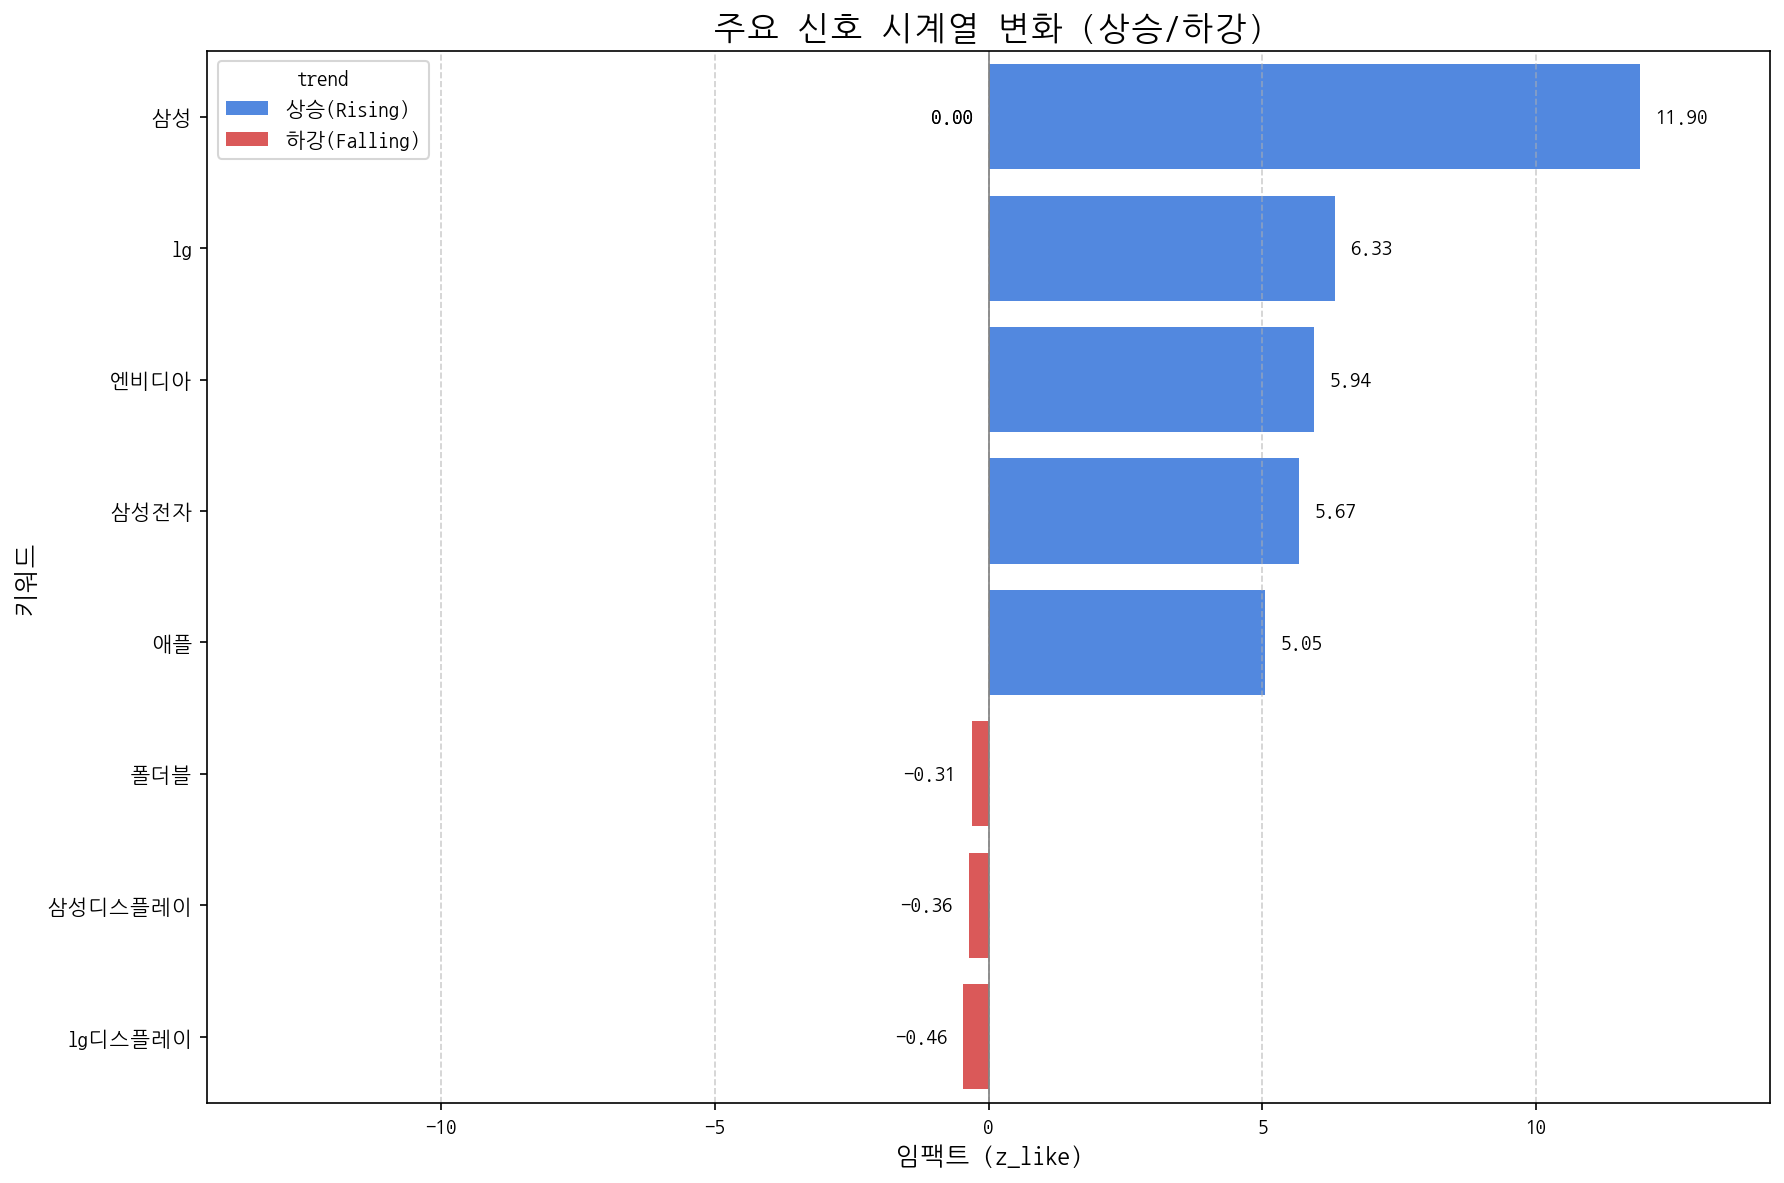 주요 신호 시계열 변화 (상승/하강)
trend
상승(Rising)
하강(Falling)
키워드
삼성
0.00
11.90
lg
6.33
엔비디아
5.94
삼성전자
5.67
애플
5.05
폴더블
−0.31
삼성디스플레이
−0.36
lg디스플레이
−0.46
−10
−5
0
5
10
임팩트 (z_like)